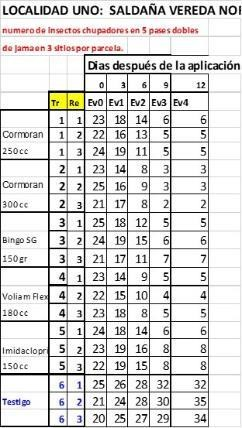 LOCALIDAD UNO: SALDAÑA VEREDA NO
numero de insectos chupadores en 5 pases dobles
de jama en 3 sitios por parcela.
Dias después de la aplicación
0 3 6 9 12
Tr Re Ev0 Ev1 Ev2 Ev3 Ev4
1 1 23 18 14 6 6
Cormoran 1 2 22 16 13 5 5
250cc 1 3 24 19 11 5 5
2 1 23 14 8 3 3
Cormoran 2 2 25 16 9 3 3
300cc 2 3 21 17 8 2 2
3 1 25 18 12 5 5
Bingo SG 3 2 24 19 15 6 6
150gr 3 3 21 17 11 7 7
4 1 23 14 9 5 5
Voliam Flex 4 2 22 15 10 4 4
180cc 4 3 23 18 8 5 5
5 1 24 18 14 6 6
Imidaclopri 5 2 23 19 16 8 8
150cc 5 3 22 19 15 8 8
6 1 25 26 28 32 32
Testigo 6 2 21 24 28 30 35
6 3 20 25 27 29 34